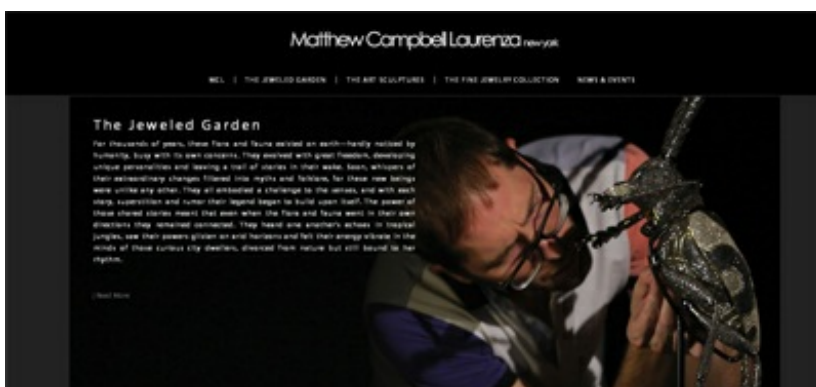 Matthew Campbell Laurenza new york
MCL | THE JEWELED GARDEN | THE ART SCULPTURES | THE FINE JEWELRY COLLECTION NEWS & EVENTS
The Jeweled Garden
For thousands of years, these flora and fauna existed on earth—hardly noticed by
humanity, busy with its own concerns. They evolved with great freedom, developing
unique personalities and leaving a trail of stories in their wake. Soon, whispers of
their extraordinary changes filtered into myths and folklore, for these new beings
were unlike any other. They all embodied a challenge to the senses, and with each
story, superstition and rumor their legend began to build upon itself. The power of
those shared stories meant that even when the flora and fauna went in their own
directions they remained connected. They heard one another's echoes in tropical
jungles, saw their powers glisten on arid horizons and felt their energy vibrate in the
minds of those curious city dwellers, divorced from nature but still bound to her
rhythm.
| Read More